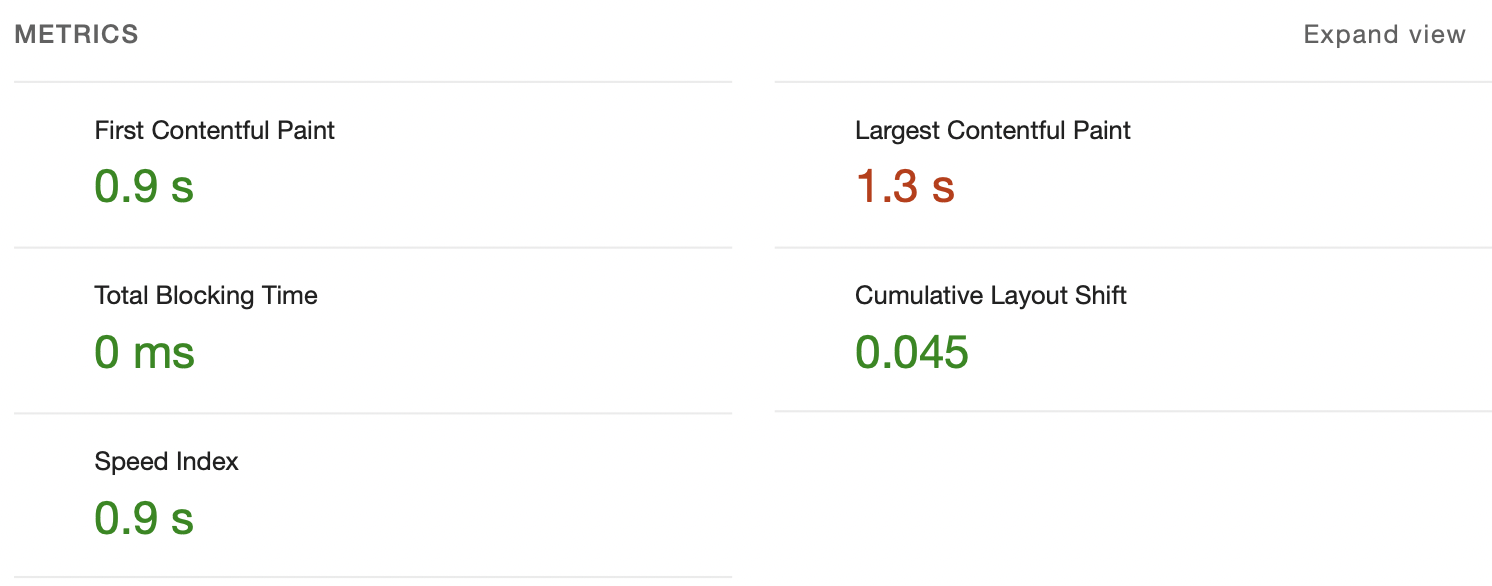 METRICS
Expand view
First Contentful Paint
0.9 s
Largest Contentful Paint
1.3 s
Total Blocking Time
0 ms
Cumulative Layout Shift
0.045
Speed Index
0.9 s